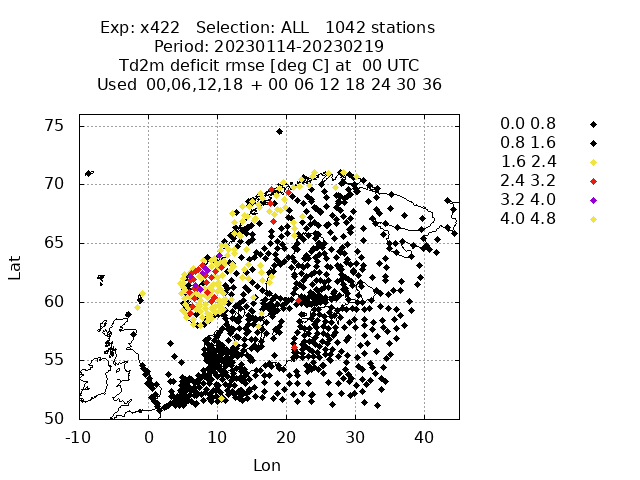 Exp: x422 Selection: ALL 1042 stations
Period: 20230114-20230219
Td2m deficit rmse [deg C] at 00 UTC
Used 00,06,12,18 + 00 06 12 18 24 30 36
0.0 0.8
0.8 1.6
1.6 2.4
2.4 3.2
3.2 4.0
4.0 4.8
75
70
65
60
55
50
Lat
-10 0 10 20 30 40
Lon